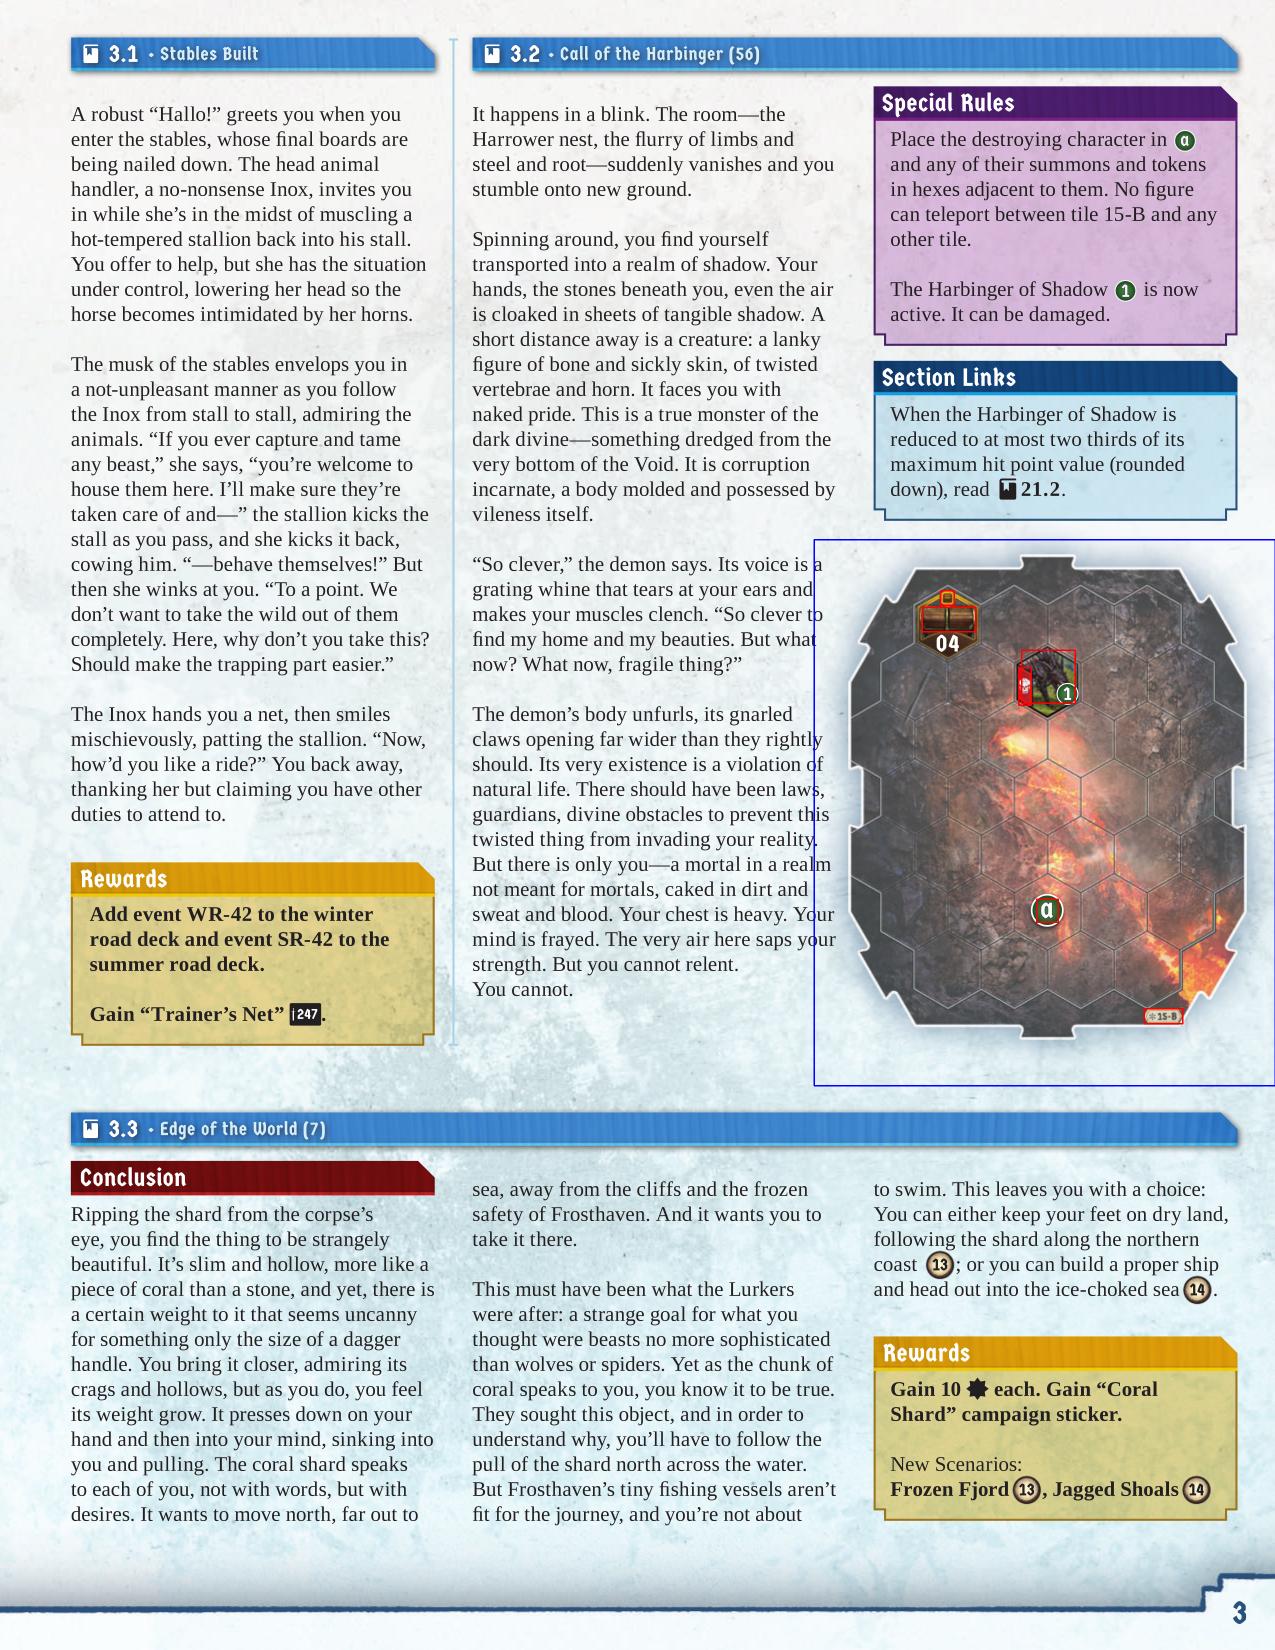 3.1 • Stables Built
A robust “Hallo!” greets you when you
enter the stables, whose final boards are
being nailed down. The head animal
handler, a no-nonsense Inox, invites you
in while she’s in the midst of muscling a
hot-tempered stallion back into his stall.
You offer to help, but she has the situation
under control, lowering her head so the
horse becomes intimidated by her horns.
The musk of the stables envelops you in
a not-unpleasant manner as you follow
the Inox from stall to stall, admiring the
animals. “If you ever capture and tame
any beast,” she says, “you’re welcome to
house them here. I’ll make sure they’re
taken care of and—” the stallion kicks the
stall as you pass, and she kicks it back,
cowing him. “—behave themselves!” But
then she winks at you. “To a point. We
don’t want to take the wild out of them
completely. Here, why don’t you take this?
Should make the trapping part easier.”
The Inox hands you a net, then smiles
mischievously, patting the stallion. “Now,
how’d you like a ride?” You back away,
thanking her but claiming you have other
duties to attend to.
Rewards
Add event WR-42 to the winter
road deck and event SR-42 to the
summer road deck.
Gain “Trainer’s Net” 247.
3.2 • Call of the Harbinger (56)
It happens in a blink. The room—the
Harrower nest, the flurry of limbs and
steel and root—suddenly vanishes and you
stumble onto new ground.
Spinning around, you find yourself
transported into a realm of shadow. Your
hands, the stones beneath you, even the air
is cloaked in sheets of tangible shadow. A
short distance away is a creature: a lanky
figure of bone and sickly skin, of twisted
vertebrae and horn. It faces you with
naked pride. This is a true monster of the
dark divine—something dredged from the
very bottom of the Void. It is corruption
incarnate, a body molded and possessed by
vileness itself.
“So clever,” the demon says. Its voice is a
grating whine that tears at your ears and
makes your muscles clench. “So clever to
find my home and my beauties. But what
now? What now, fragile thing?”
The demon’s body unfurls, its gnarled
claws opening far wider than they rightly
should. Its very existence is a violation of
natural life. There should have been laws,
guardians, divine obstacles to prevent this
twisted thing from invading your reality.
But there is only you—a mortal in a realm
not meant for mortals, caked in dirt and
sweat and blood. Your chest is heavy. Your
mind is frayed. The very air here saps your
strength. But you cannot relent.
You cannot.
Special Rules
Place the destroying character in a
and any of their summons and tokens
in hexes adjacent to them. No figure
can teleport between tile 15-B and any
other tile.
The Harbinger of Shadow 1 is now
active. It can be damaged.
Section Links
When the Harbinger of Shadow is
reduced to at most two thirds of its
maximum hit point value (rounded
down), read 21.2.
04
1
a
15-B
3.3 • Edge of the World (7)
Conclusion
Ripping the shard from the corpse’s
eye, you find the thing to be strangely
beautiful. It’s slim and hollow, more like a
piece of coral than a stone, and yet, there is
a certain weight to it that seems uncanny
for something only the size of a dagger
handle. You bring it closer, admiring its
crags and hollows, but as you do, you feel
its weight grow. It presses down on your
hand and then into your mind, sinking into
you and pulling. The coral shard speaks
to each of you, not with words, but with
desires. It wants to move north, far out to
sea, away from the cliffs and the frozen
safety of Frosthaven. And it wants you to
take it there.
This must have been what the Lurkers
were after: a strange goal for what you
thought were beasts no more sophisticated
than wolves or spiders. Yet as the chunk of
coral speaks to you, you know it to be true.
They sought this object, and in order to
understand why, you’ll have to follow the
pull of the shard north across the water.
But Frosthaven’s tiny fishing vessels aren’t
fit for the journey, and you’re not about
to swim. This leaves you with a choice:
You can either keep your feet on dry land,
following the shard along the northern
coast 13; or you can build a proper ship
and head out into the ice-choked sea 14.
Rewards
Gain 10 each. Gain “Coral
Shard” campaign sticker.
New Scenarios:
Frozen Fjord 13, Jagged Shoals 14
3